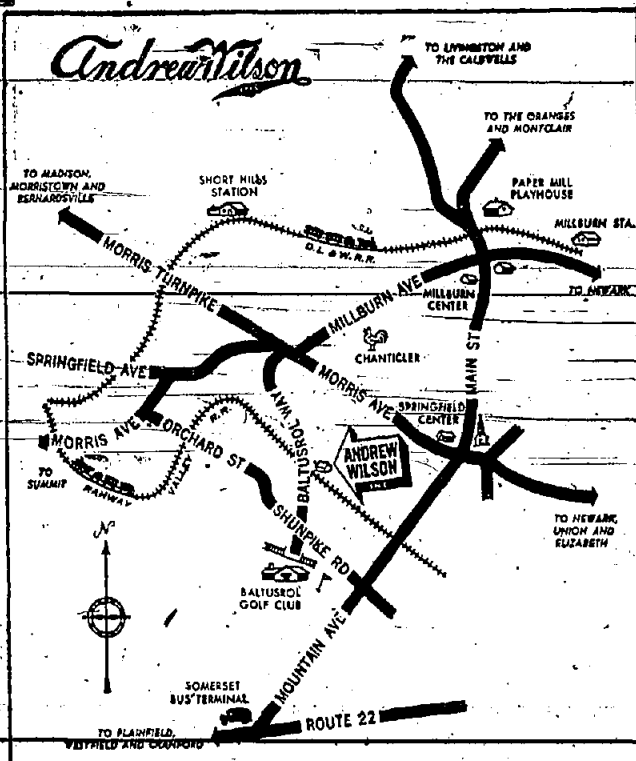 Andrew Wilson
TO LIVINGSTON AND
THE CALDWELLS
TO THE ORANGES
AND MONTCLAIR
TO MADISON,
MORRISTOWN AND
BERNARDSVILLE
SHORT HILLS
STATION
PAPER MILL
PLAYHOUSE
MILLBURN STA.
D.L.&W.R.R.
MORRIS TURNPIKE
MILLBURN AVE
MILLBURN
CENTER
TO NEWARK
CHANTICLER
MAIN ST
SPRINGFIELD AVE
MORRIS AVE
SPRINGFIELD
CENTER
MORRIS AVE
ORCHARD ST
BALTUSROL WAY
ANDREW
WILSON
INC
TO
SUMMIT
RAHWAY
VALLEY
R.R.
TO NEWARK,
UNION AND
ELIZABETH
N
SHUNPIKE RD
BALTUSROL
GOLF CLUB
MOUNTAIN AVE
SOMERSET
BUS TERMINAL
ROUTE 22
TO PLAINFIELD,
WESTFIELD AND CRANFORD